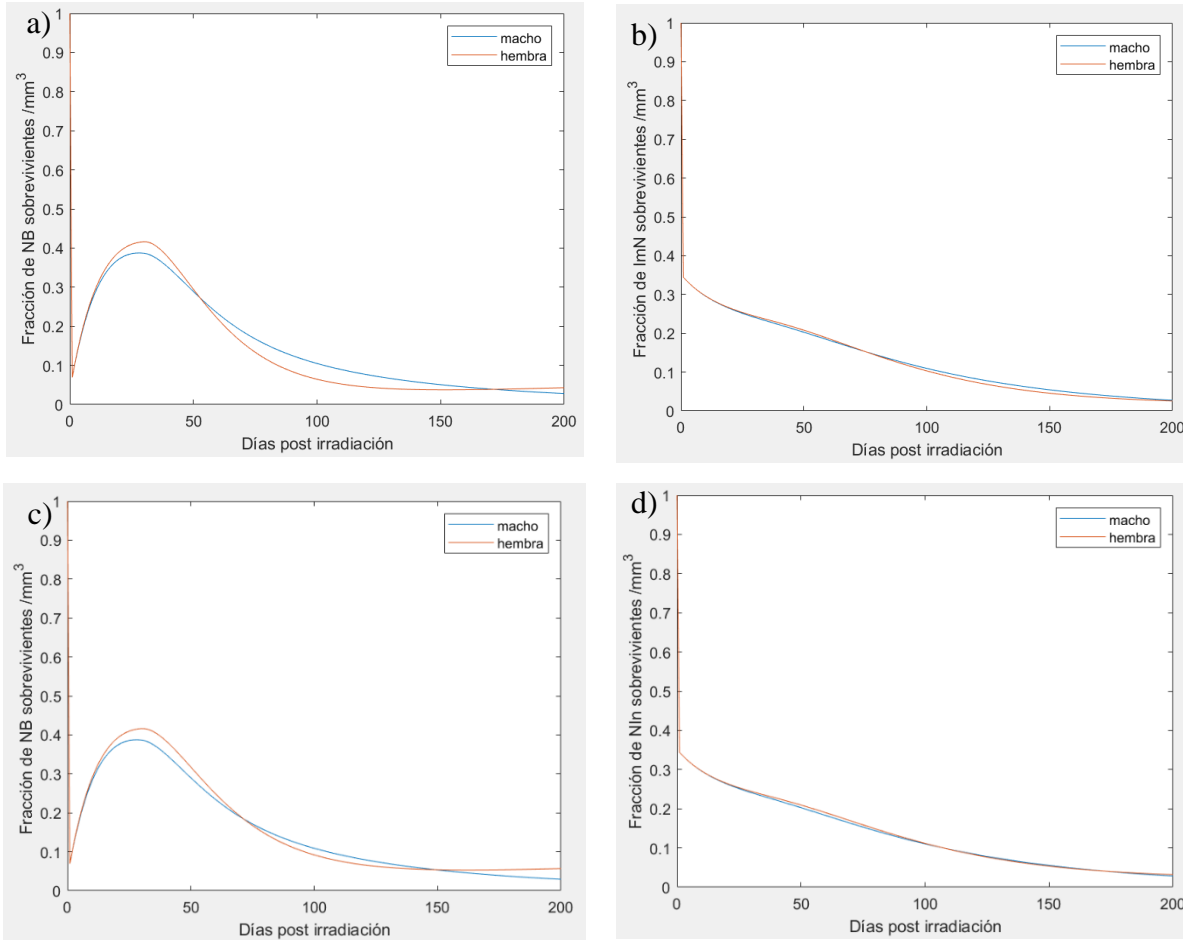 a)
Fracción de NB sobrevivientes /mm³
1
0.9
0.8
0.7
0.6
0.5
0.4
0.3
0.2
0.1
0
macho
hembra
0 50 100 150 200
Días post irradiación
b)
Fracción de ImN sobrevivientes /mm³
1
0.9
0.8
0.7
0.6
0.5
0.4
0.3
0.2
0.1
0
macho
hembra
0 50 100 150 200
Días post irradiación
c)
Fracción de NB sobrevivientes /mm³
1
0.9
0.8
0.7
0.6
0.5
0.4
0.3
0.2
0.1
0
macho
hembra
0 50 100 150 200
Días post irradiación
d)
Fracción de NIn sobrevivientes /mm³
1
0.9
0.8
0.7
0.6
0.5
0.4
0.3
0.2
0.1
0
macho
hembra
0 50 100 150 200
Días post irradiación